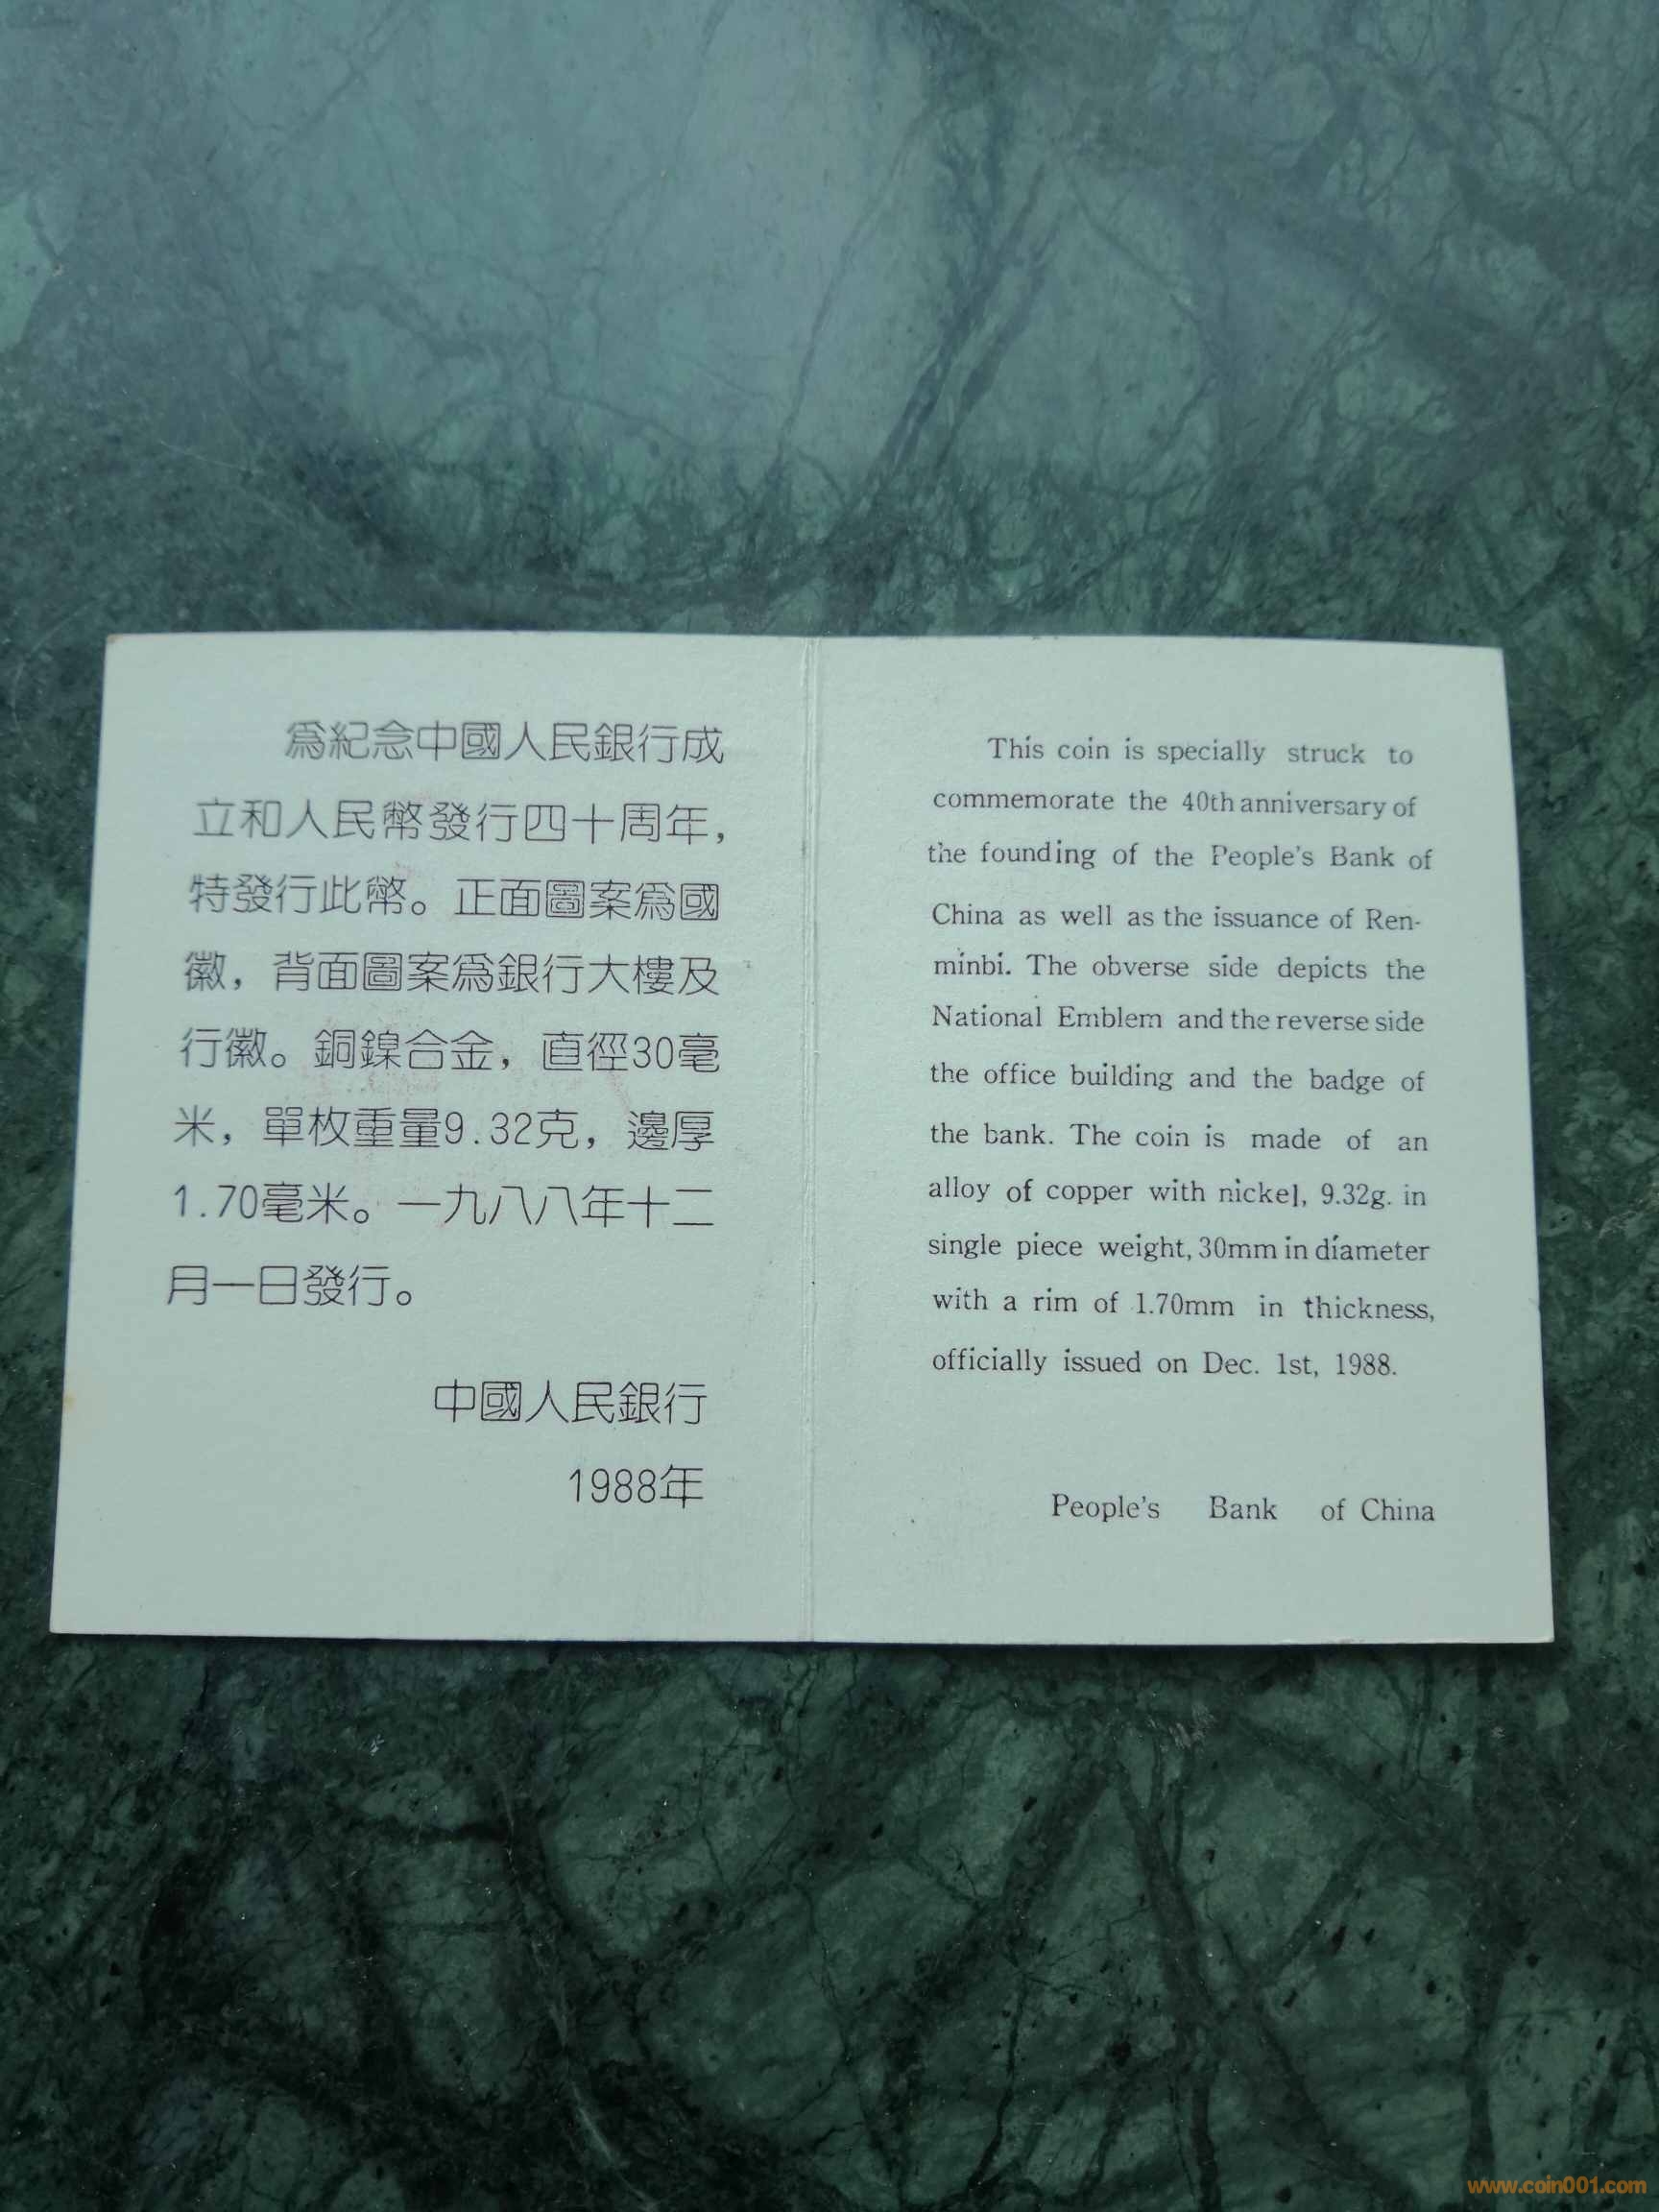 爲紀念中國人民銀行成
立和人民幣發行四十周年，
特發行此幣。正面圖案爲國
徽，背面圖案爲銀行大樓及
行徽。銅鎳合金，直徑30毫
米，單枚重量9.32克，邊厚
1.70毫米。一九八八年十二
月一日發行。
中國人民銀行
1988年
This coin is specially struck to
commemorate the 40th anniversary of
the founding of the People's Bank of
China as well as the issuance of Ren-
minbi. The obverse side depicts the
National Emblem and the reverse side
the office building and the badge of
the bank. The coin is made of an
alloy of copper with nickel, 9.32g. in
single piece weight, 30mm in diameter
with a rim of 1.70mm in thickness,
officially issued on Dec. 1st, 1988.
People's Bank of China
www.coin001.com